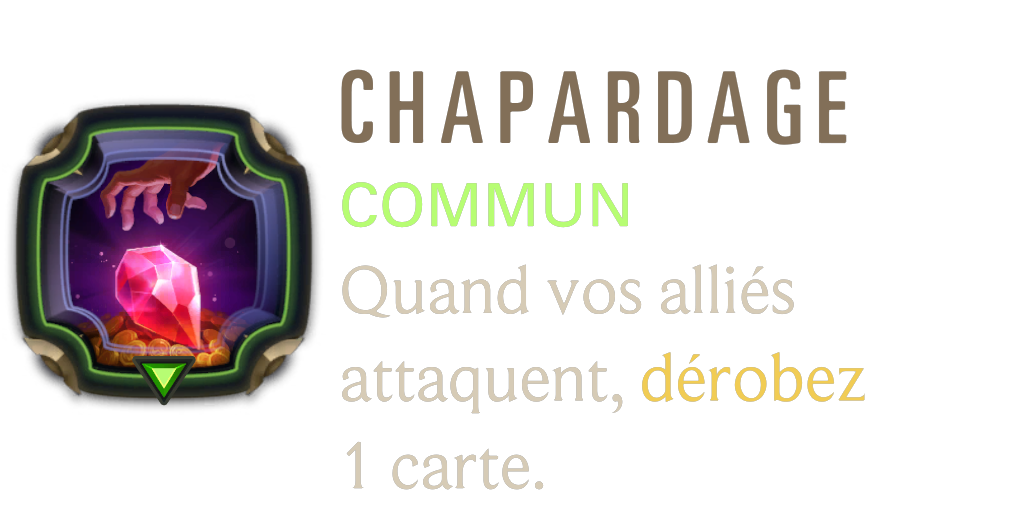 CHAPARDAGE
COMMUN
Quand vos alliés
attaquent, dérobez
1 carte.